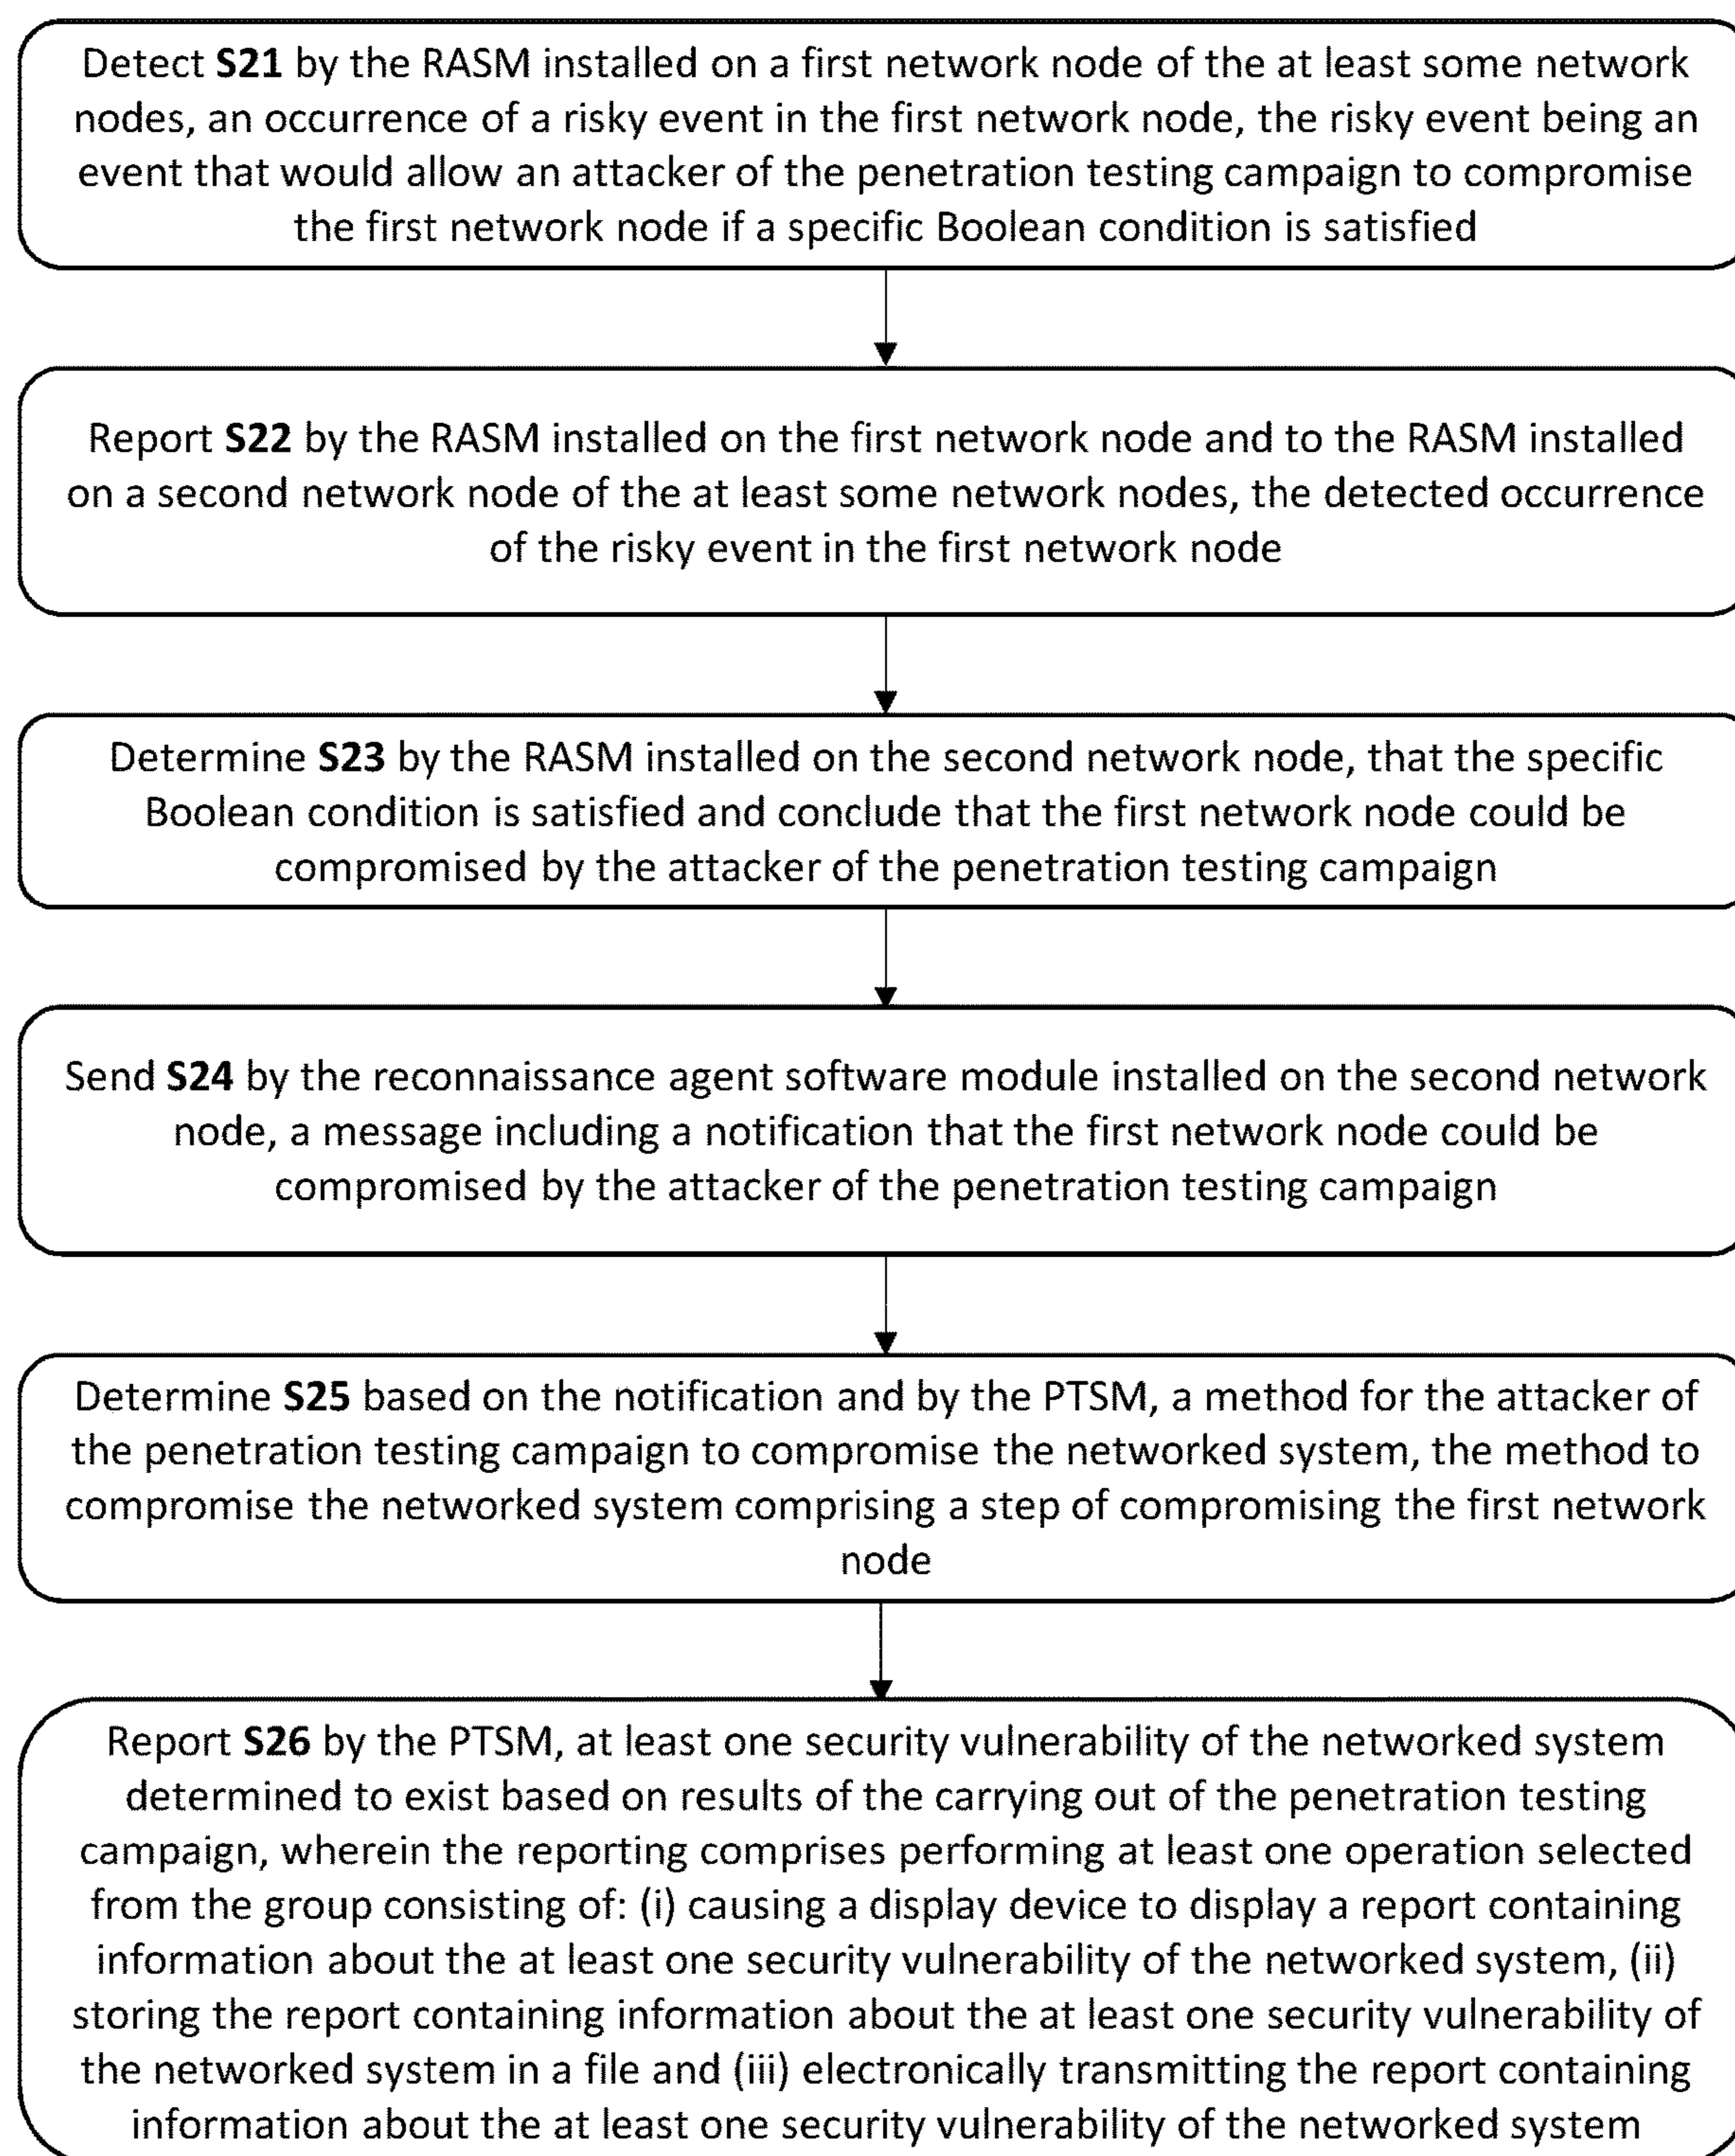 Detect S21 by the RASM installed on a first network node of the at least some network
nodes, an occurrence of a risky event in the first network node, the risky event being an
event that would allow an attacker of the penetration testing campaign to compromise
the first network node if a specific Boolean condition is satisfied
Report S22 by the RASM installed on the first network node and to the RASM installed
on a second network node of the at least some network nodes, the detected occurrence
of the risky event in the first network node
Determine S23 by the RASM installed on the second network node, that the specific
Boolean condition is satisfied and conclude that the first network node could be
compromised by the attacker of the penetration testing campaign
Send S24 by the reconnaissance agent software module installed on the second network
node, a message including a notification that the first network node could be
compromised by the attacker of the penetration testing campaign
Determine S25 based on the notification and by the PTSM, a method for the attacker of
the penetration testing campaign to compromise the networked system, the method to
compromise the networked system comprising a step of compromising the first network
node
Report S26 by the PTSM, at least one security vulnerability of the networked system
determined to exist based on results of the carrying out of the penetration testing
campaign, wherein the reporting comprises performing at least one operation selected
from the group consisting of: (i) causing a display device to display a report containing
information about the at least one security vulnerability of the networked system, (ii)
storing the report containing information about the at least one security vulnerability of
the networked system in a file and (iii) electronically transmitting the report containing
information about the at least one security vulnerability of the networked system